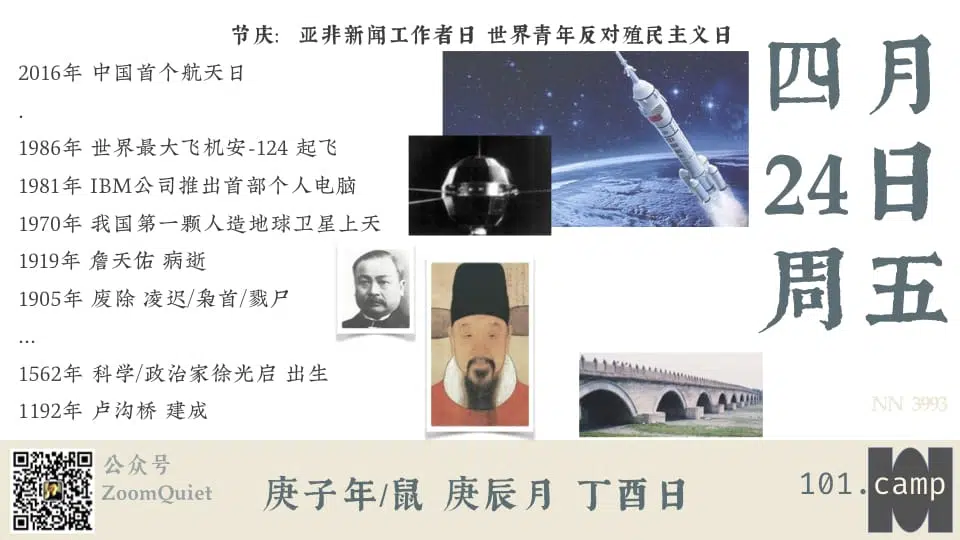 节庆: 亚非新闻工作者日 世界青年反对殖民主义日
2016年 中国首个航天日
.
1986年 世界最大飞机安-124 起飞
1981年 IBM公司推出首部个人电脑
1970年 我国第一颗人造地球卫星上天
1919年 詹天佑 病逝
1905年 废除 凌迟/枭首/戮尸
...
1562年 科学/政治家徐光启 出生
1192年 卢沟桥 建成
四月
24日
周五
NN 3993
公众号
ZoomQuiet
庚子年/鼠 庚辰月 丁酉日
101.camp